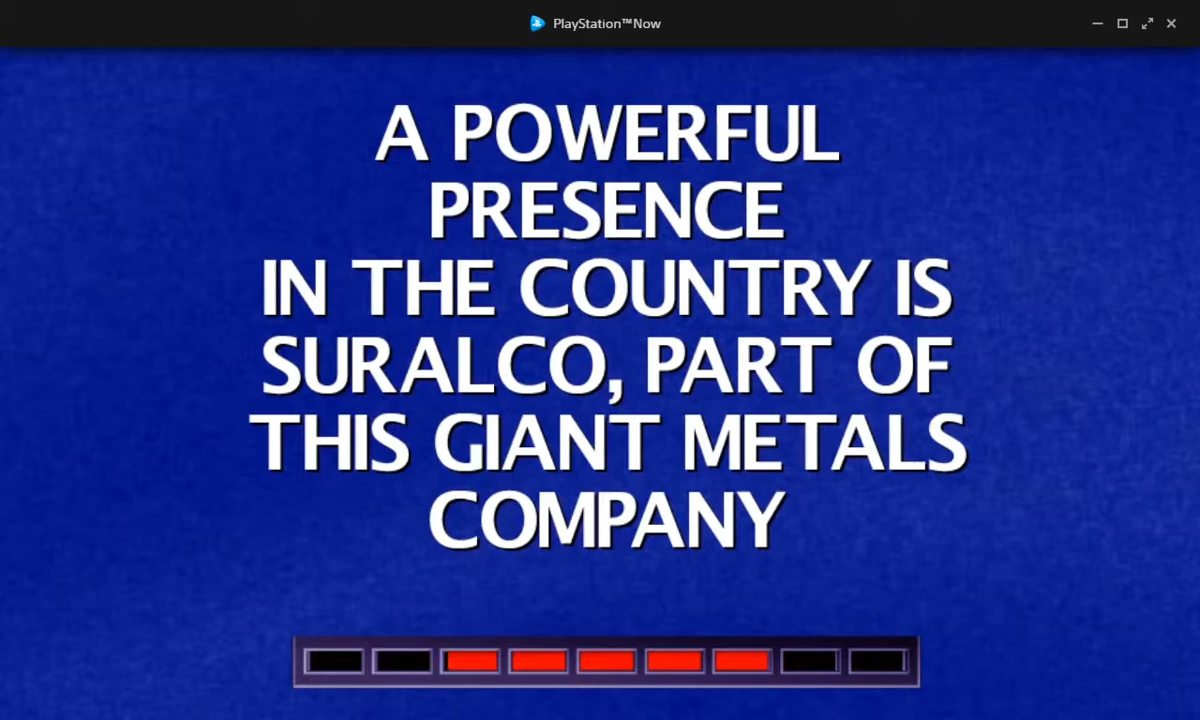 PlayStation™Now
A POWERFUL
PRESENCE
IN THE COUNTRY IS
SURALCO, PART OF
THIS GIANT METALS
COMPANY